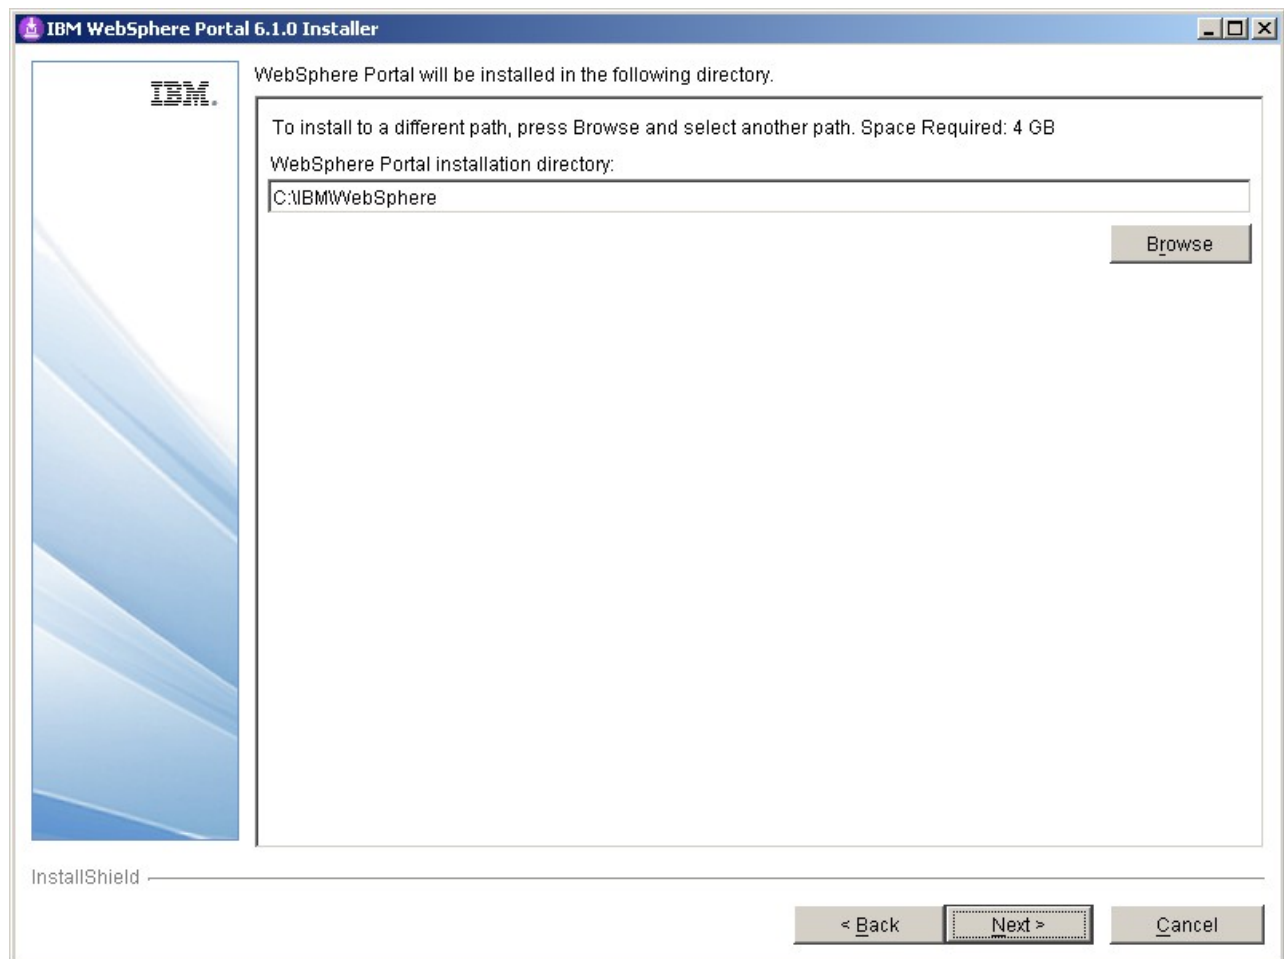 IBM WebSphere Portal 6.1.0 Installer
IBM.
WebSphere Portal will be installed in the following directory.
To install to a different path, press Browse and select another path. Space Required: 4 GB
WebSphere Portal installation directory:
C:\IBM\WebSphere
Browse
InstallShield
< Back
Next >
Cancel